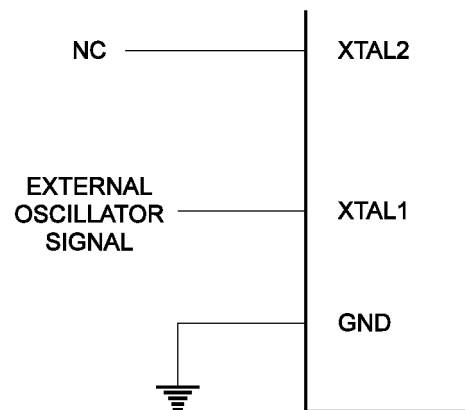 NC XTAL2
EXTERNAL
OSCILLATOR XTAL1
SIGNAL
GND